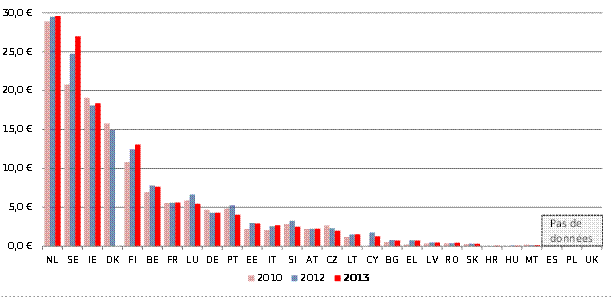 30,0 €
25,0 €
20,0 €
15,0 €
10,0 €
5,0 €
0,0 €
Pas de
données
NL SE IE DK FI BE FR LU DE PT EE IT SI AT CZ LT CY BG EL LV RO SK HR HU MT ES PL UK
2010 2012 2013